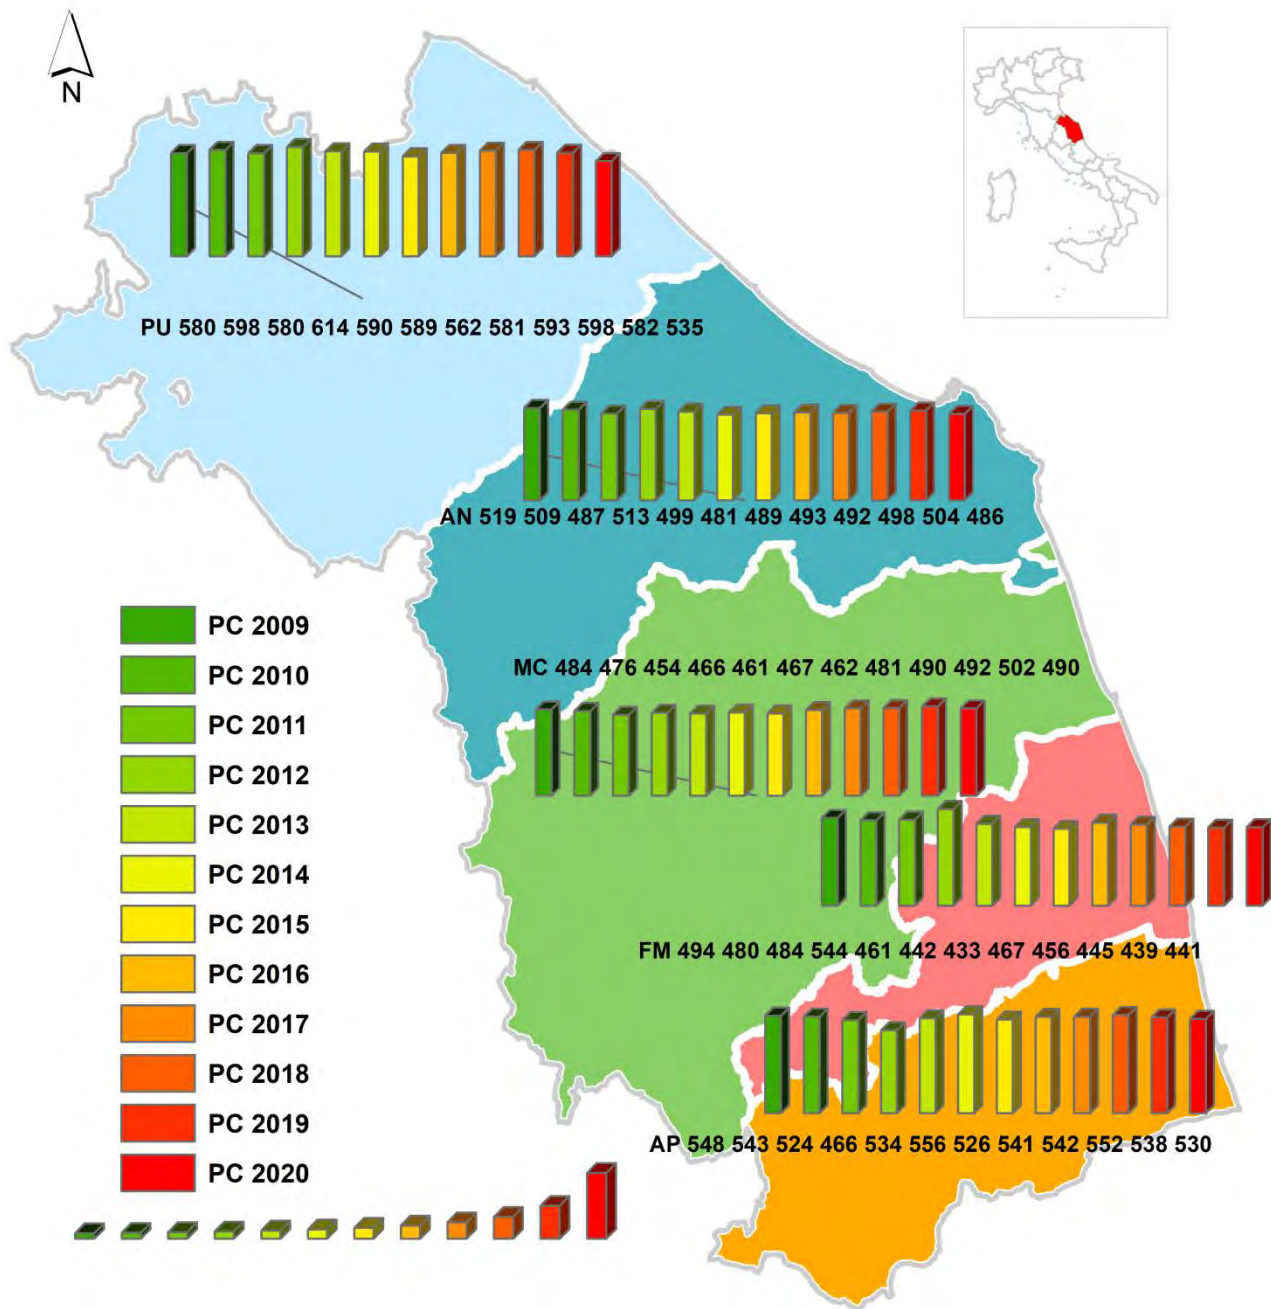 N
PU 580 598 580 614 590 589 562 581 593 598 582 535
AN 519 509 487 513 499 481 489 493 492 498 504 486
MC 484 476 454 466 461 467 462 481 490 492 502 490
FM 494 480 484 544 461 442 433 467 456 445 439 441
AP 548 543 524 466 534 556 526 541 542 552 538 530
PC 2009
PC 2010
PC 2011
PC 2012
PC 2013
PC 2014
PC 2015
PC 2016
PC 2017
PC 2018
PC 2019
PC 2020